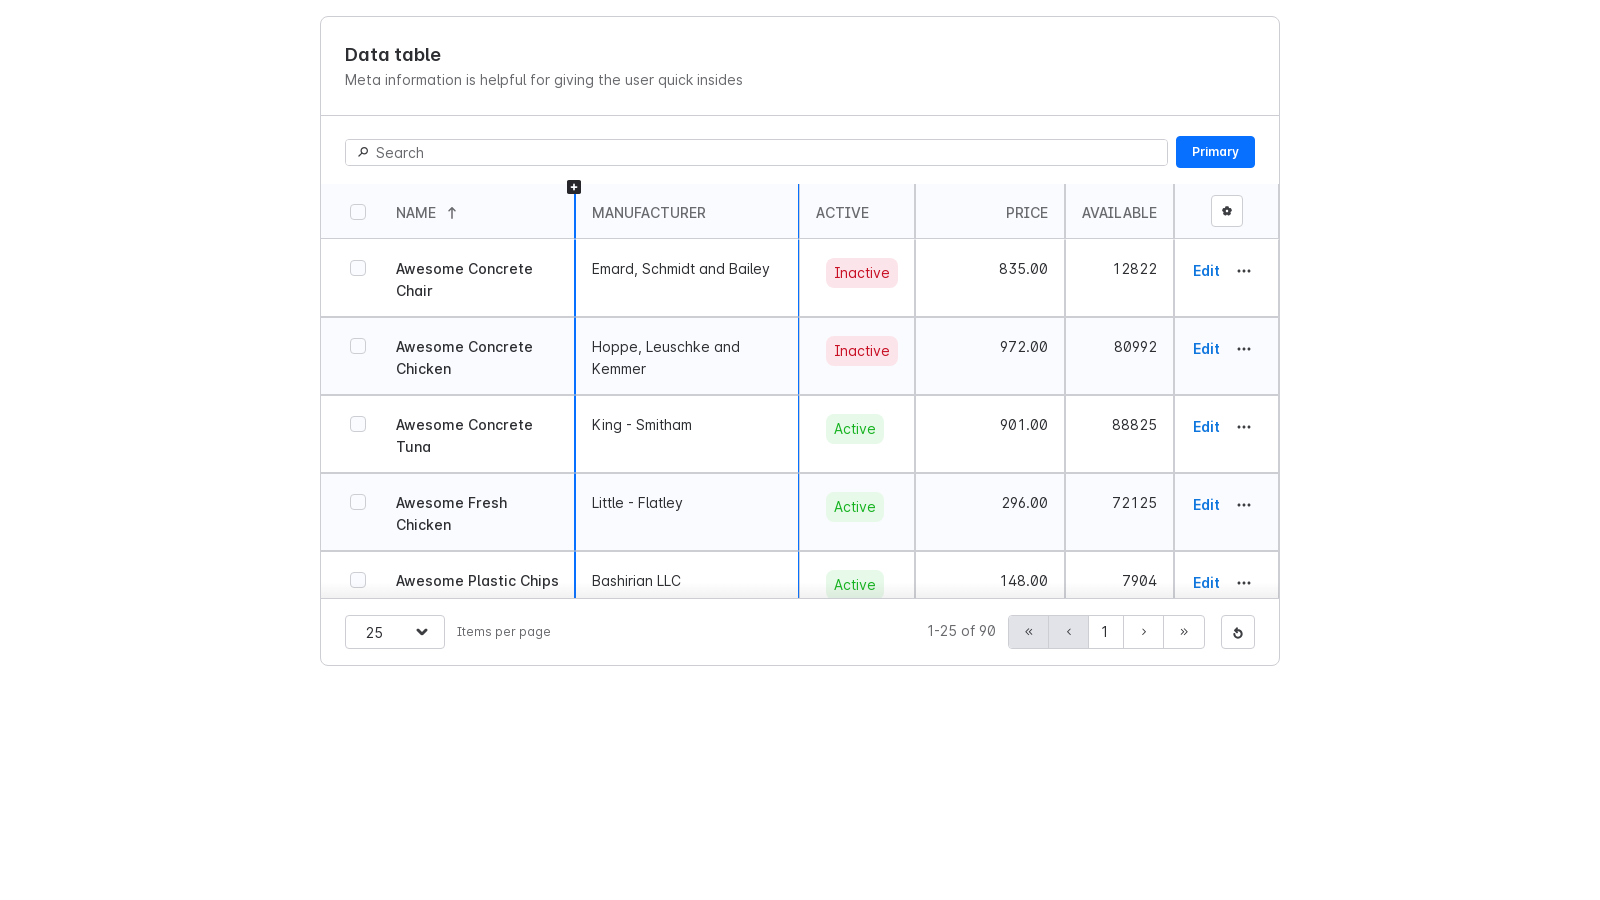 Data table
Meta information is helpful for giving the user quick insides
Search
Primary
NAME MANUFACTURER ACTIVE PRICE AVAILABLE
Awesome Concrete Chair Emard, Schmidt and Bailey Inactive 835.00 12822 Edit
Awesome Concrete Chicken Hoppe, Leuschke and Kemmer Inactive 972.00 80992 Edit
Awesome Concrete Tuna King - Smitham Active 901.00 88825 Edit
Awesome Fresh Chicken Little - Flatley Active 296.00 72125 Edit
Awesome Plastic Chips Bashirian LLC Active 148.00 7904 Edit
25 Items per page 1-25 of 90 « ‹ 1 › »